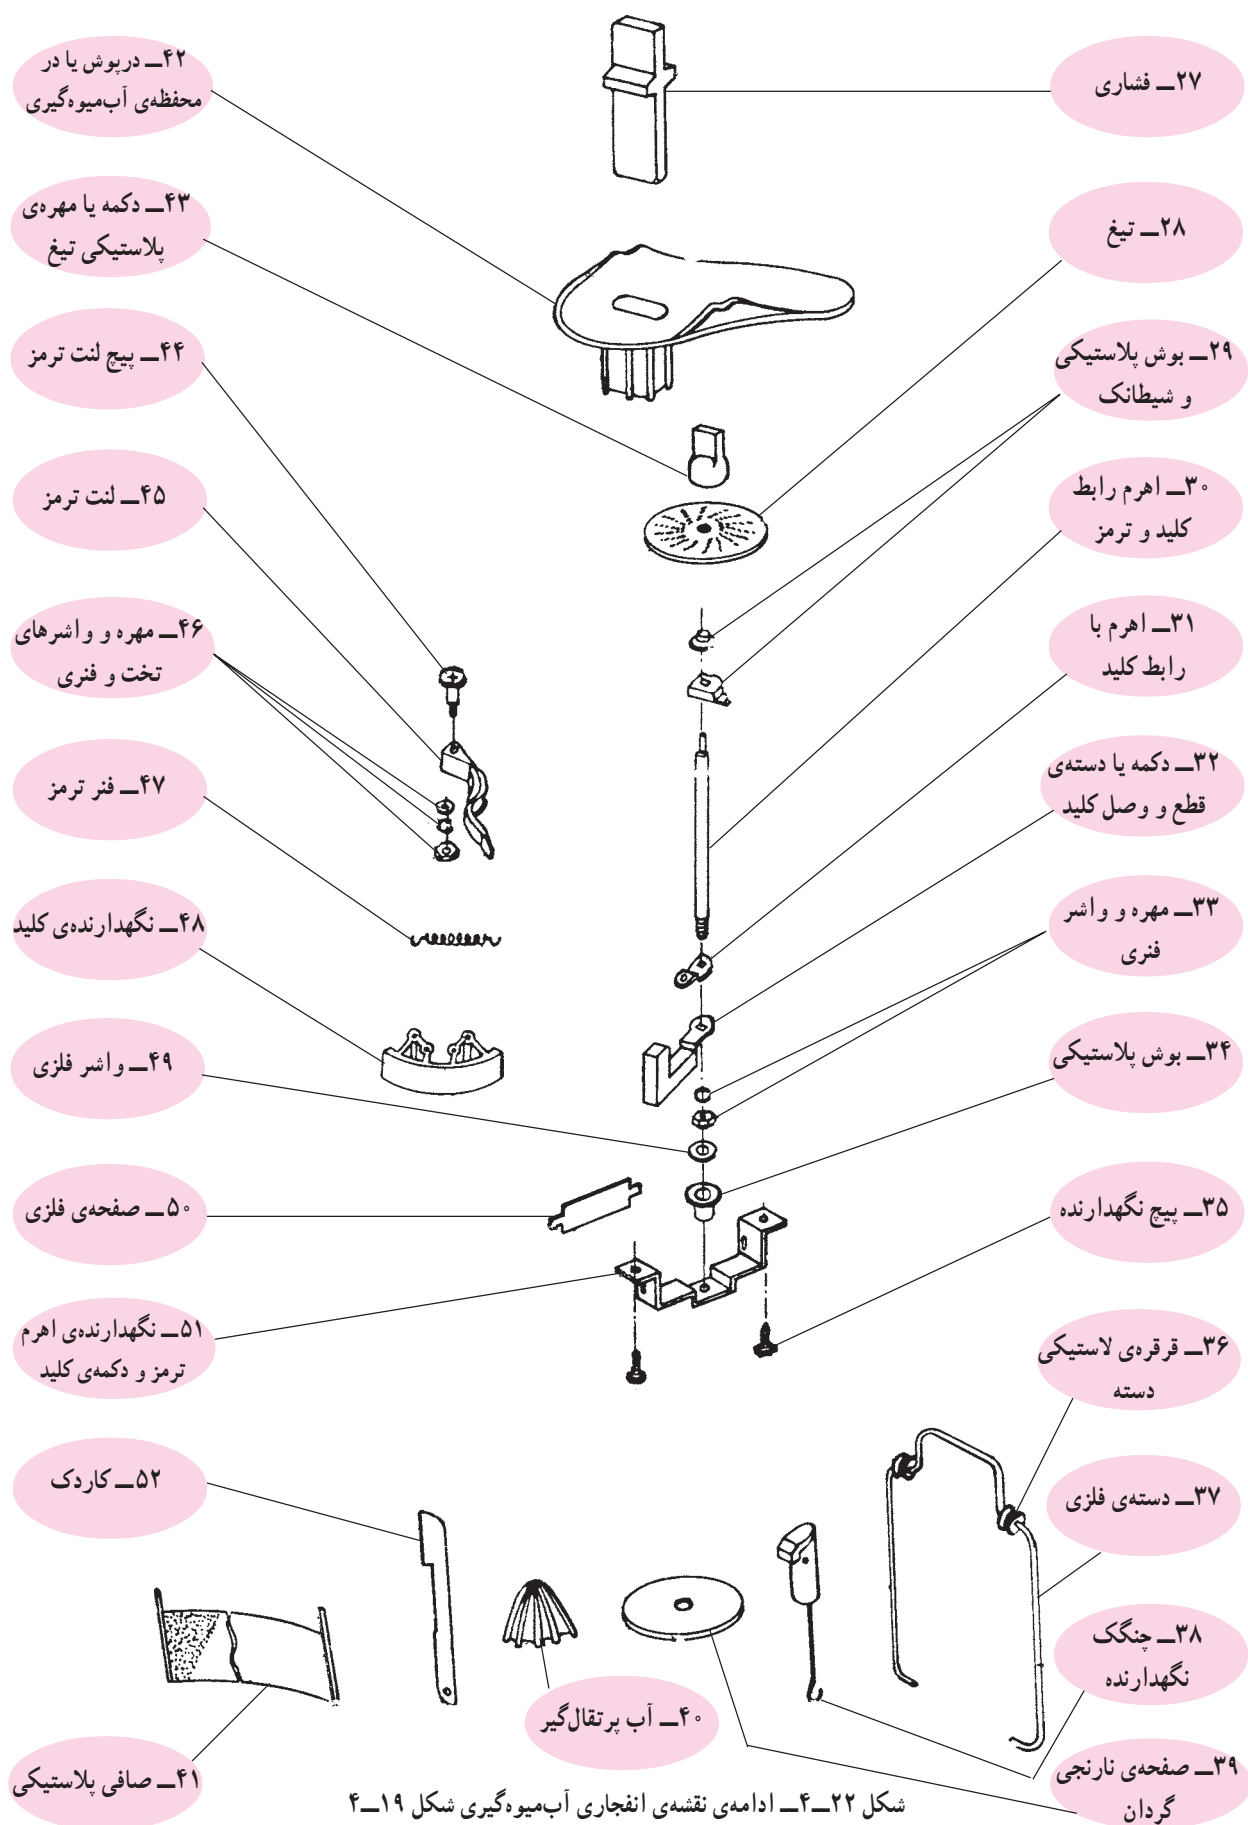 ۲۷ــ فشاری
۲۸ــ تیغ
۲۹ــ بوش پلاستیکی
و شیطانک
۳۰ــ اهرم رابط
کلید و ترمز
۳۱ــ اهرم با
رابط کلید
۳۲ــ دکمه یا دسته‌ی
قطع و وصل کلید
۳۳ــ مهره و واشر
فنری
۳۴ــ بوش پلاستیکی
۳۵ــ پیچ نگهدارنده
۳۶ــ قرقره‌ی لاستیکی
دسته
۳۷ــ دسته‌ی فلزی
۳۸ــ چنگک
نگهدارنده
۳۹ــ صفحه‌ی نارنجی
گردان
۴۰ــ آب پرتقال‌گیر
۴۱ــ صافی پلاستیکی
۴۲ــ درپوش یا در
محفظه‌ی آب‌میوه‌گیری
۴۳ــ دکمه یا مهره‌ی
پلاستیکی تیغ
۴۴ــ پیچ لنت ترمز
۴۵ــ لنت ترمز
۴۶ــ مهره و واشرهای
تخت و فنری
۴۷ــ فنر ترمز
۴۸ــ نگهدارنده‌ی کلید
۴۹ــ واشر فلزی
۵۰ــ صفحه‌ی فلزی
۵۱ــ نگهدارنده‌ی اهرم
ترمز و دکمه‌ی کلید
۵۲ــ کاردک
شکل ۲۲ــ۴ــ ادامه‌ی نقشه‌ی انفجاری آب‌میوه‌گیری شکل ۱۹ــ۴